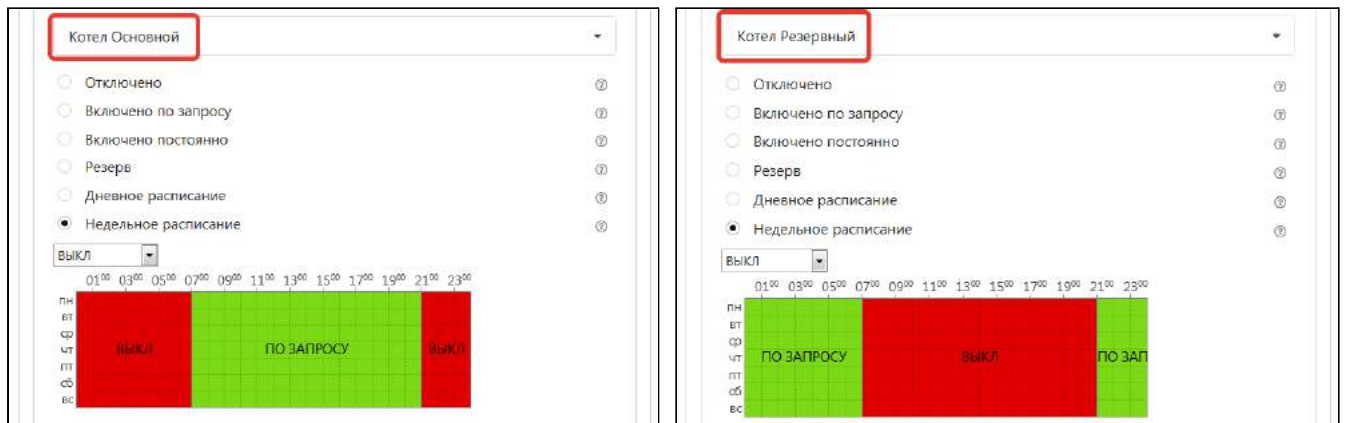 Котел Основной
Отключено
Включено по запросу
Включено постоянно
Резерв
Дневное расписание
Недельное расписание
ВЫКЛ
01⁰⁰ 03⁰⁰ 05⁰⁰ 07⁰⁰ 09⁰⁰ 11⁰⁰ 13⁰⁰ 15⁰⁰ 17⁰⁰ 19⁰⁰ 21⁰⁰ 23⁰⁰
пн
вт
ср
чт ВЫКЛ ПО ЗАПРОСУ ВЫКЛ
пт
сб
вс
Котел Резервный
Отключено
Включено по запросу
Включено постоянно
Резерв
Дневное расписание
Недельное расписание
ВЫКЛ
01⁰⁰ 03⁰⁰ 05⁰⁰ 07⁰⁰ 09⁰⁰ 11⁰⁰ 13⁰⁰ 15⁰⁰ 17⁰⁰ 19⁰⁰ 21⁰⁰ 23⁰⁰
пн
вт
ср
чт ПО ЗАПРОСУ ВЫКЛ ПО ЗАП
пт
сб
вс